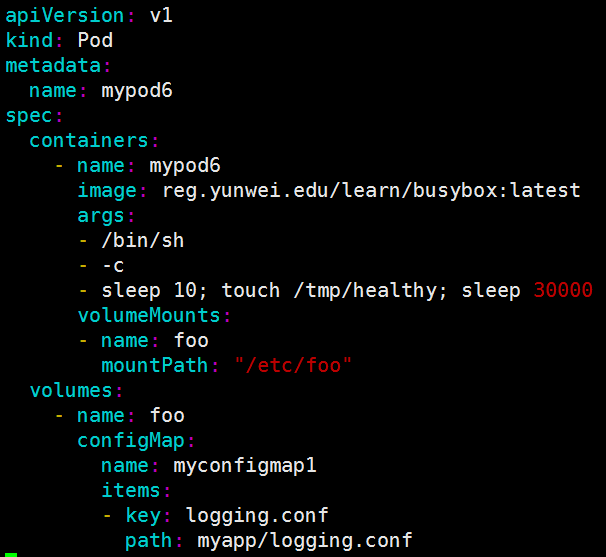 apiVersion: v1
kind: Pod
metadata:
  name: mypod6
spec:
  containers:
    - name: mypod6
      image: reg.yunwei.edu/learn/busybox:latest
      args:
      - /bin/sh
      - -c
      - sleep 10; touch /tmp/healthy; sleep 30000
      volumeMounts:
      - name: foo
        mountPath: "/etc/foo"
  volumes:
    - name: foo
      configMap:
        name: myconfigmap1
        items:
        - key: logging.conf
          path: myapp/logging.conf